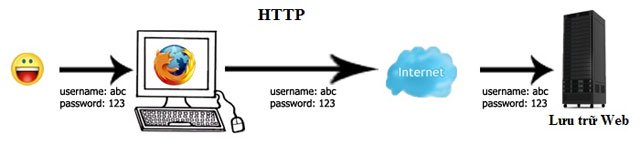 HTTP
Internet
username: abc
password: 123
username: abc
password: 123
username: abc
password: 123
Lưu trữ Web